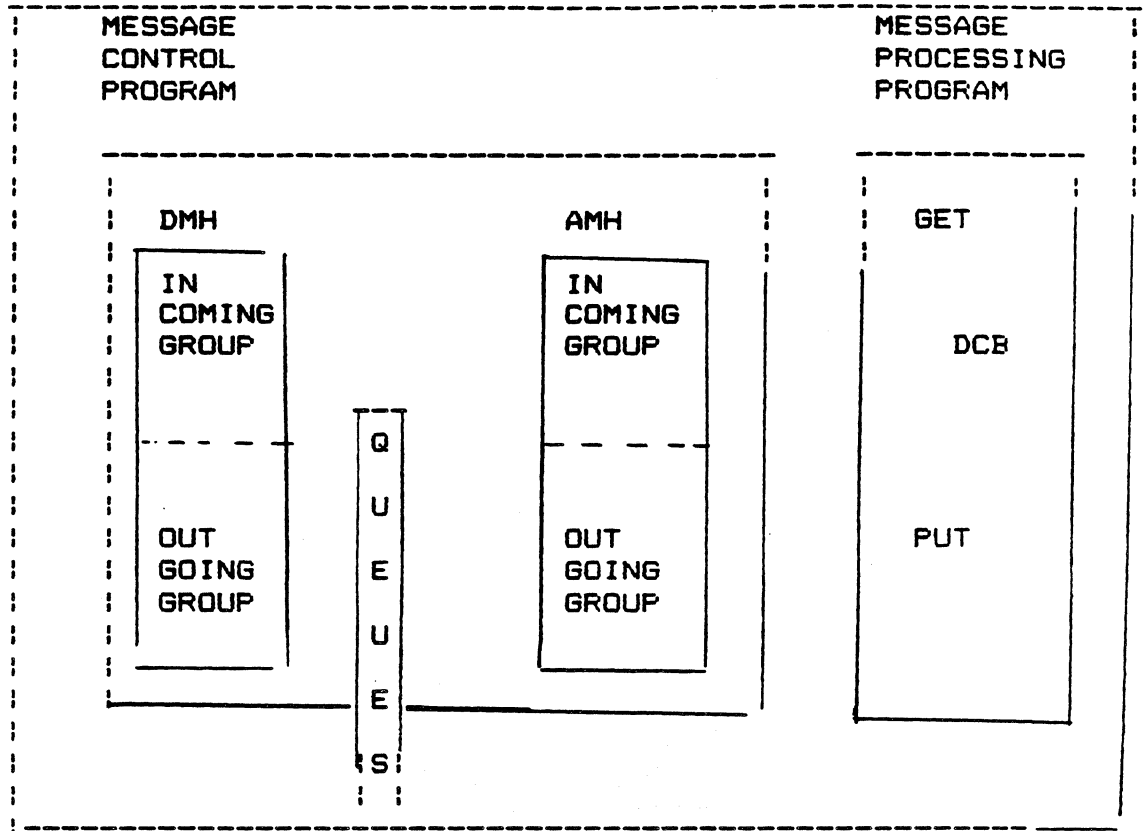 MESSAGE
CONTROL
PROGRAM
MESSAGE
PROCESSING
PROGRAM
DMH
AMH
GET
IN
COMING
GROUP
IN
COMING
GROUP
DCB
Q
U
E
U
E
S
OUT
GOING
GROUP
OUT
GOING
GROUP
PUT